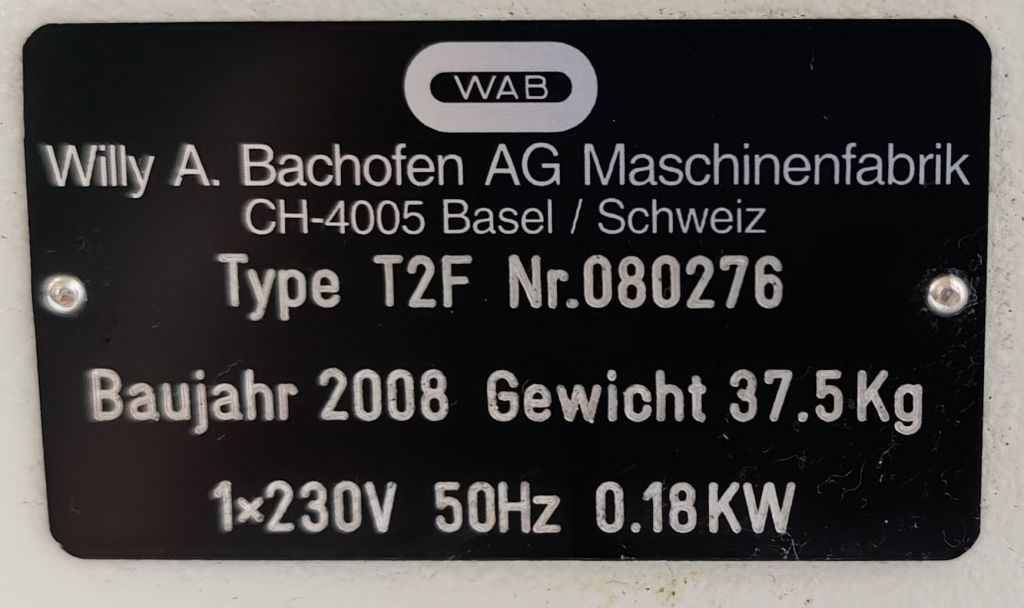 WAB
Willy A. Bachofen AG Maschinenfabrik
CH-4005 Basel / Schweiz
Type T2F Nr.080276
Baujahr 2008 Gewicht 37.5Kg
1×230V 50Hz 0.18KW